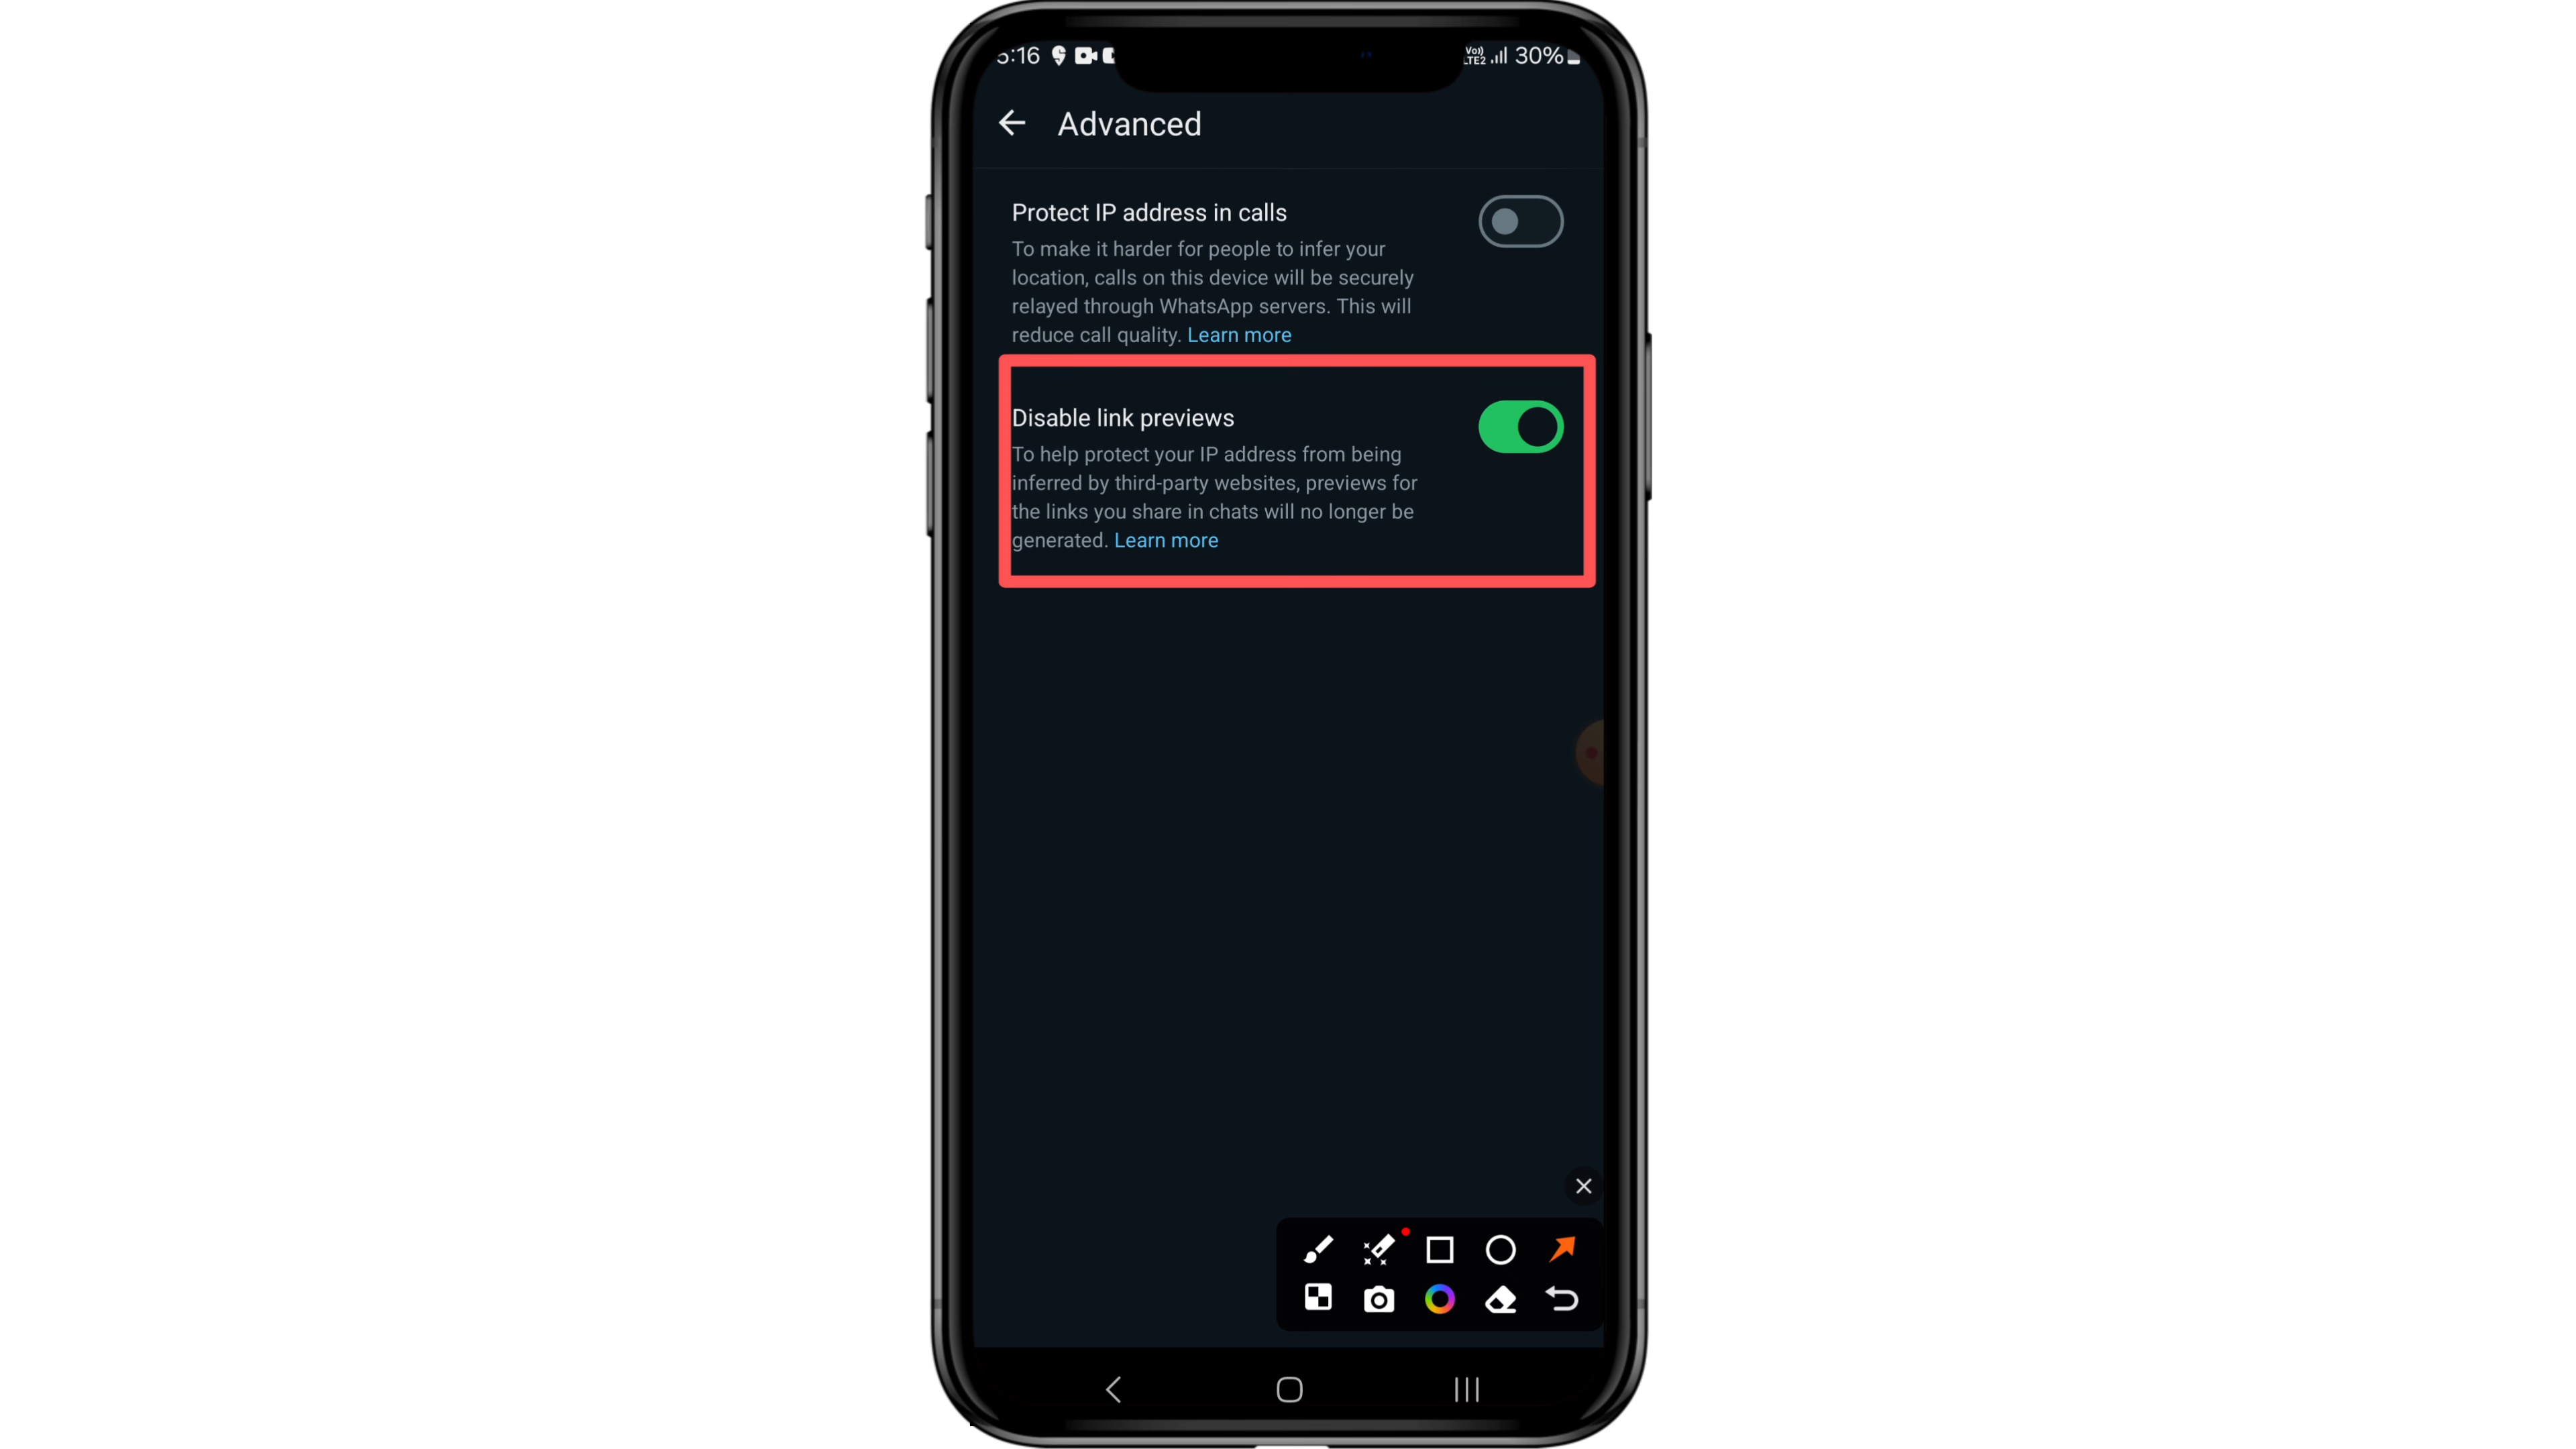 5:16
Vo)) LTE2 30%
Advanced
Protect IP address in calls
To make it harder for people to infer your
location, calls on this device will be securely
relayed through WhatsApp servers. This will
reduce call quality. Learn more
Disable link previews
To help protect your IP address from being
inferred by third-party websites, previews for
the links you share in chats will no longer be
generated. Learn more